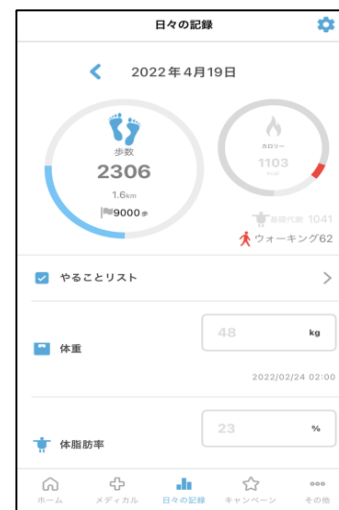 日々の記録
2022年4月19日
歩数
2306
1.6km
9000歩
カロリー
1103
kcal
基礎代謝 1041
ウォーキング62
やることリスト
体重
48 kg
2022/02/24 02:00
体脂肪率
23 %
ホーム
メディカル
日々の記録
キャンペーン
その他